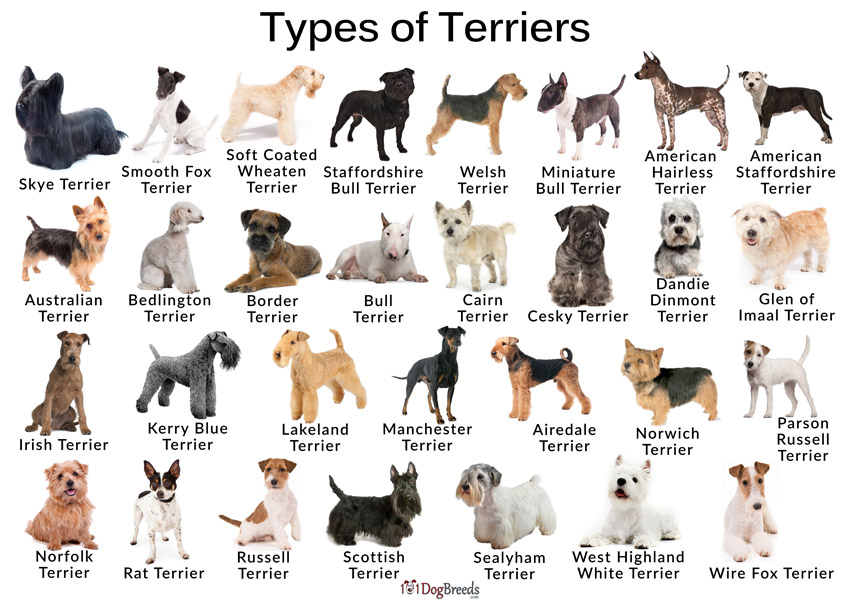 Types of Terriers
Skye Terrier
Smooth Fox
Terrier
Soft Coated
Wheaten
Terrier
Staffordshire
Bull Terrier
Welsh
Terrier
Miniature
Bull Terrier
American
Hairless
Terrier
American
Staffordshire
Terrier
Australian
Terrier
Bedlington
Terrier
Border
Terrier
Bull
Terrier
Cairn
Terrier
Cesky Terrier
Dandie
Dinmont
Terrier
Glen of
Imaal Terrier
Irish Terrier
Kerry Blue
Terrier
Lakeland
Terrier
Manchester
Terrier
Airedale
Terrier
Norwich
Terrier
Parson
Russell
Terrier
Norfolk
Terrier
Rat Terrier
Russell
Terrier
Scottish
Terrier
Sealyham
Terrier
West Highland
White Terrier
Wire Fox Terrier
101DogBreeds
.com